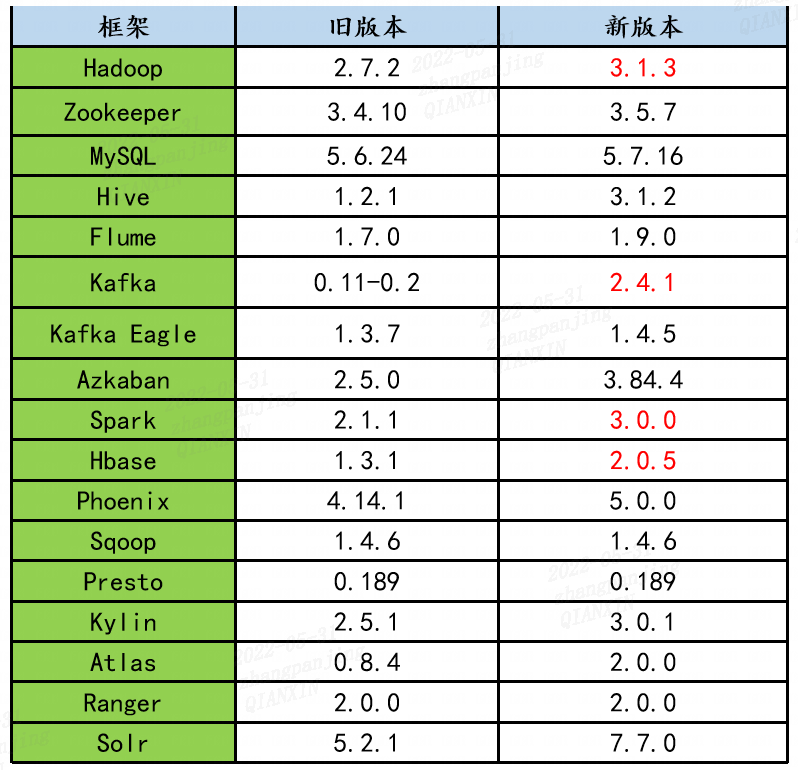 框架 旧版本 新版本
Hadoop 2.7.2 3.1.3
Zookeeper 3.4.10 3.5.7
MySQL 5.6.24 5.7.16
Hive 1.2.1 3.1.2
Flume 1.7.0 1.9.0
Kafka 0.11-0.2 2.4.1
Kafka Eagle 1.3.7 1.4.5
Azkaban 2.5.0 3.84.4
Spark 2.1.1 3.0.0
Hbase 1.3.1 2.0.5
Phoenix 4.14.1 5.0.0
Sqoop 1.4.6 1.4.6
Presto 0.189 0.189
Kylin 2.5.1 3.0.1
Atlas 0.8.4 2.0.0
Ranger 2.0.0 2.0.0
Solr 5.2.1 7.7.0
2022-05-31
zhangpanjing
QIANXIN